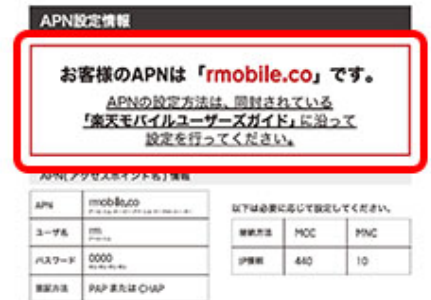 APN設定情報
お客様のAPNは「rmobile.co」です。
APNの設定方法は、同封されている
「楽天モバイルユーザーズガイド」に沿って
設定を行ってください。
APN(アクセスポイント名)情報
APN rmobile.co
ユーザ名 rm
パスワード 0000
認証方法 PAP または CHAP
以下は必要に応じて設定してください。
接続方法 MCC MNC
IP接続 440 10